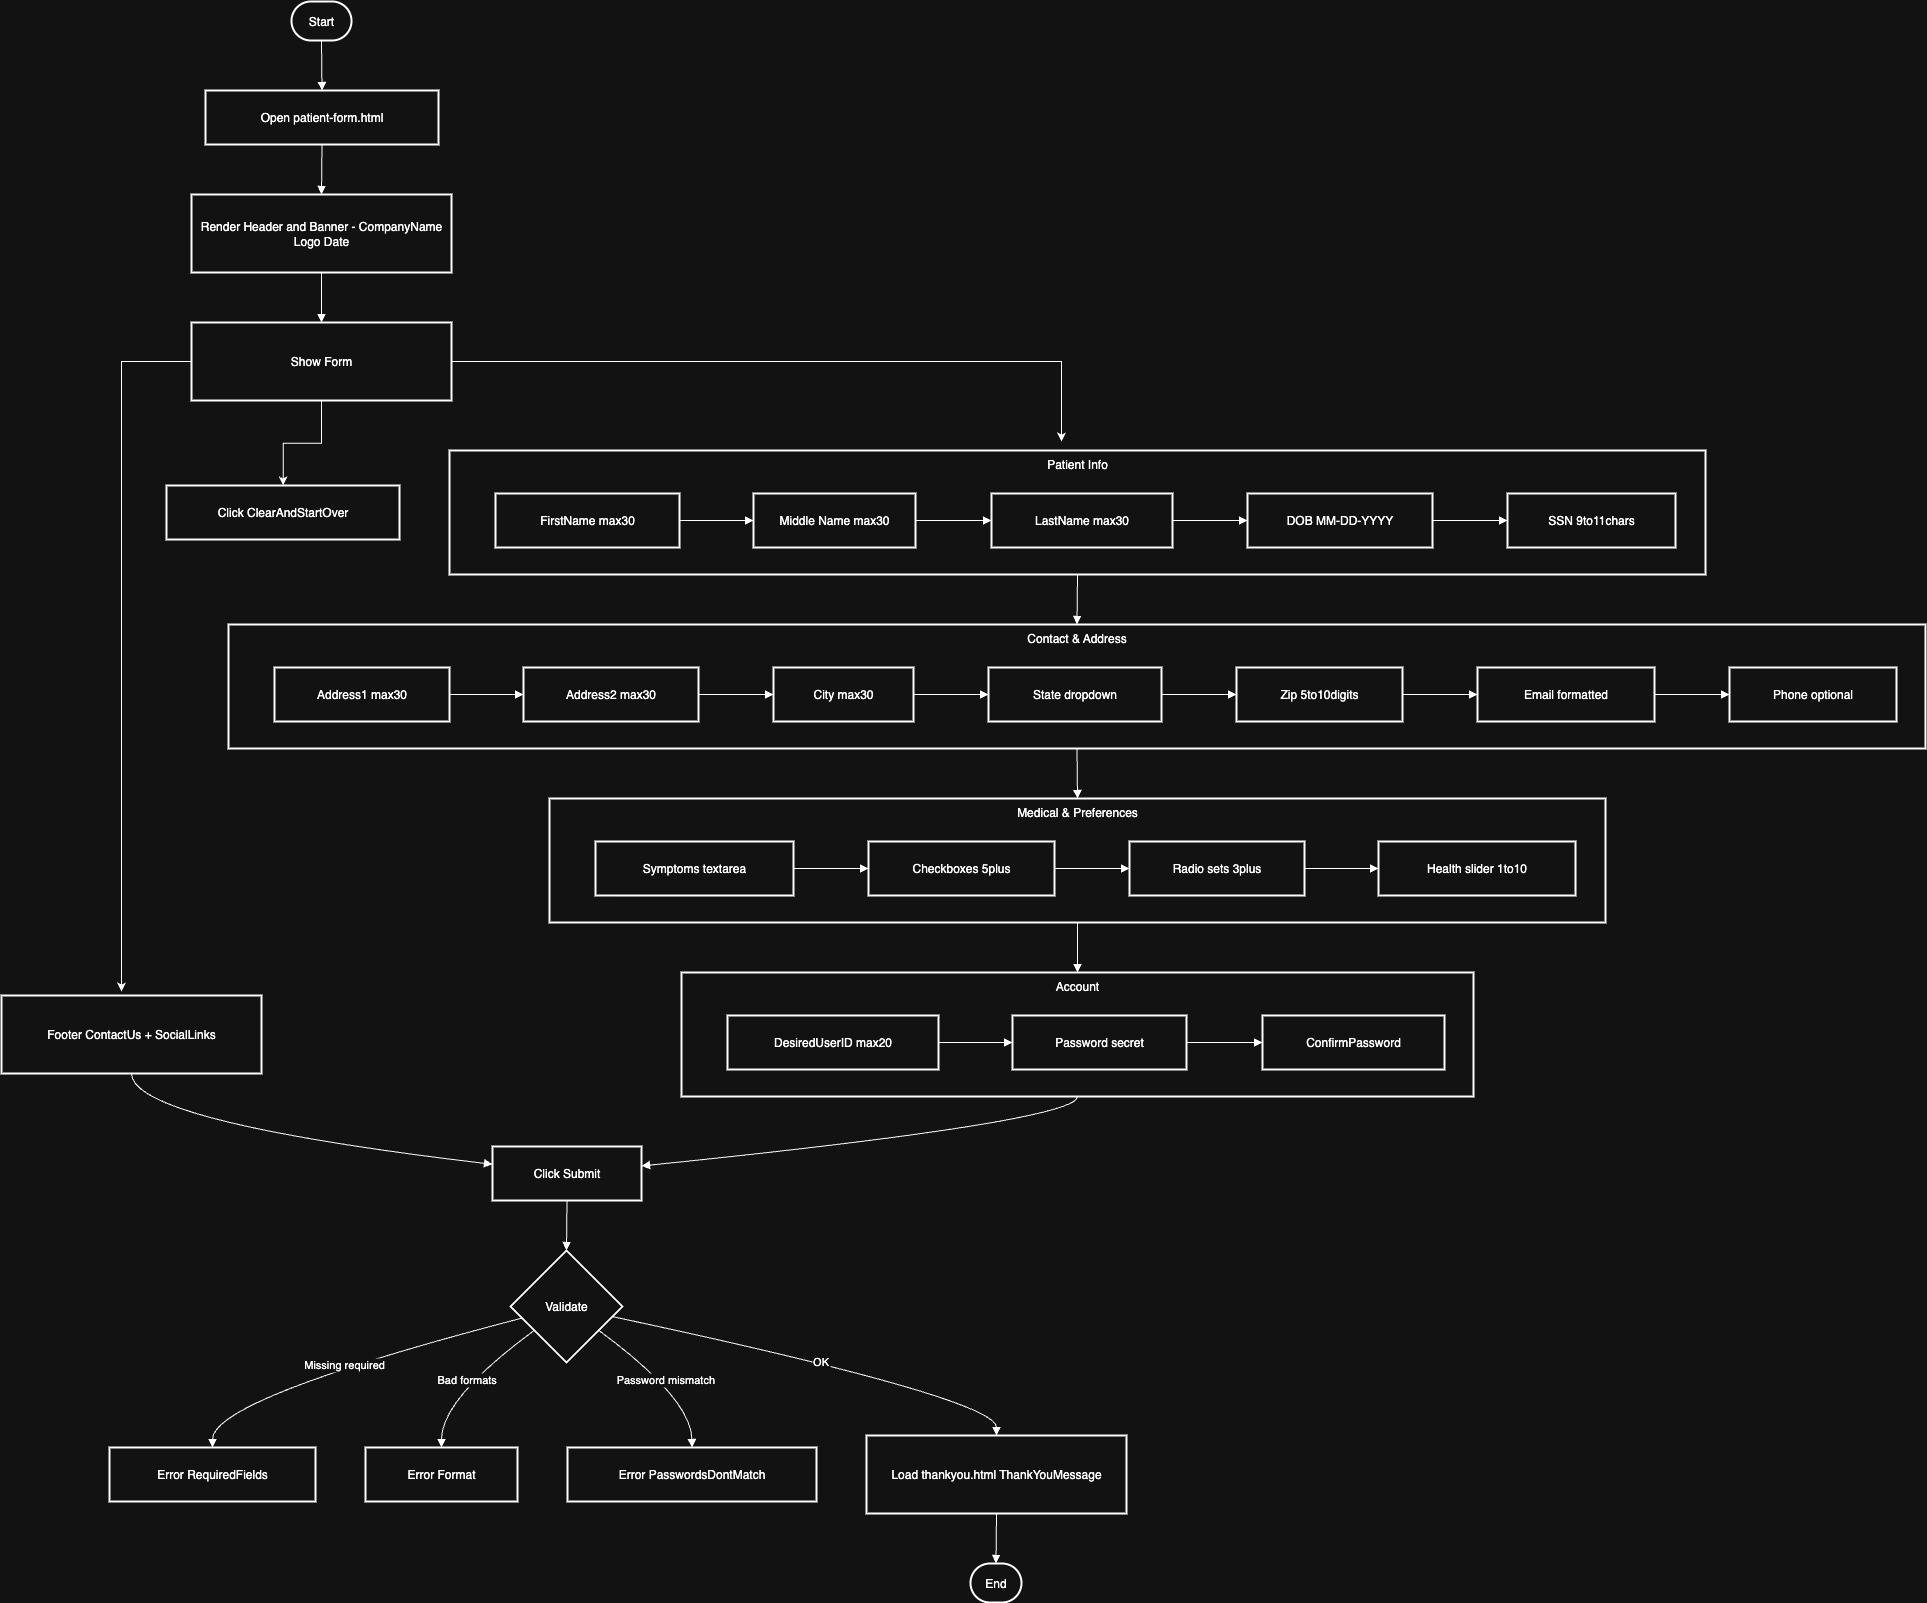 Start
Open patient-form.html
Render Header and Banner - CompanyName
Logo Date
Show Form
Click ClearAndStartOver
Patient Info
FirstName max30
Middle Name max30
LastName max30
DOB MM-DD-YYYY
SSN 9to11chars
Contact & Address
Address1 max30
Address2 max30
City max30
State dropdown
Zip 5to10digits
Email formatted
Phone optional
Medical & Preferences
Symptoms textarea
Checkboxes 5plus
Radio sets 3plus
Health slider 1to10
Account
DesiredUserID max20
Password secret
ConfirmPassword
Footer ContactUs + SocialLinks
Click Submit
Validate
Missing required
Bad formats
Password mismatch
OK
Error RequiredFields
Error Format
Error PasswordsDontMatch
Load thankyou.html ThankYouMessage
End